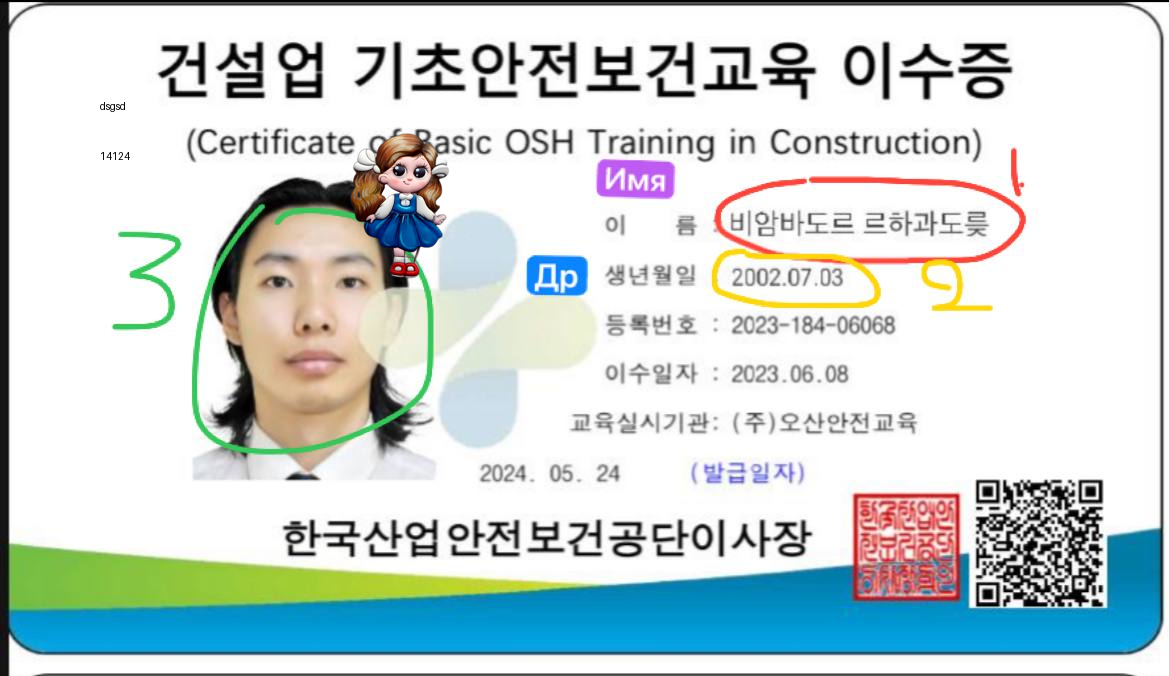 건설업 기초안전보건교육 이수증
dsgsd
(Certificate of Basic OSH Training in Construction)
14124
Имя
1.
이 름 : 비암바도르 르하과도릊
Др
생년월일 2002.07.03
2
3
등록번호 : 2023-184-06068
이수일자 : 2023.06.08
교육실시기관: (주)오산안전교육
2024. 05. 24 (발급일자)
한국산업안전보건공단이사장